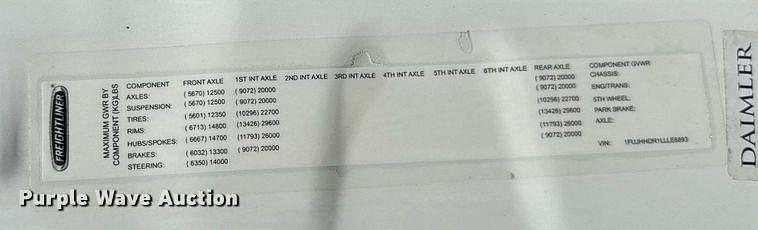 FREIGHTLINER
MAXIMUM GWR BY
COMPONENT (KG)LBS
COMPONENT FRONT AXLE 1ST INT AXLE 2ND INT AXLE 3RD INT AXLE 4TH INT AXLE 5TH INT AXLE 6TH INT AXLE REAR AXLE COMPONENT GVWR
AXLES: ( 5670) 12500 ( 9072) 20000 ( 9072) 20000 CHASSIS:
SUSPENSION: ( 5670) 12500 ( 9072) 20000 ( 9072) 20000 ENG/TRANS:
TIRES: ( 5601) 12350 (10296) 22700 (10296) 22700 5TH WHEEL:
RIMS: ( 6713) 14800 (13426) 29600 (13426) 29600 PARK BRAKE:
HUBS/SPOKES: ( 6667) 14700 (11793) 26000 (11793) 26000 AXLE:
BRAKES: ( 6032) 13300 ( 9072) 20000 ( 9072) 20000
STEERING: ( 6350) 14000 VIN: 1FUJHHDR1LLLE5893
DAIMLER
Purple Wave Auction